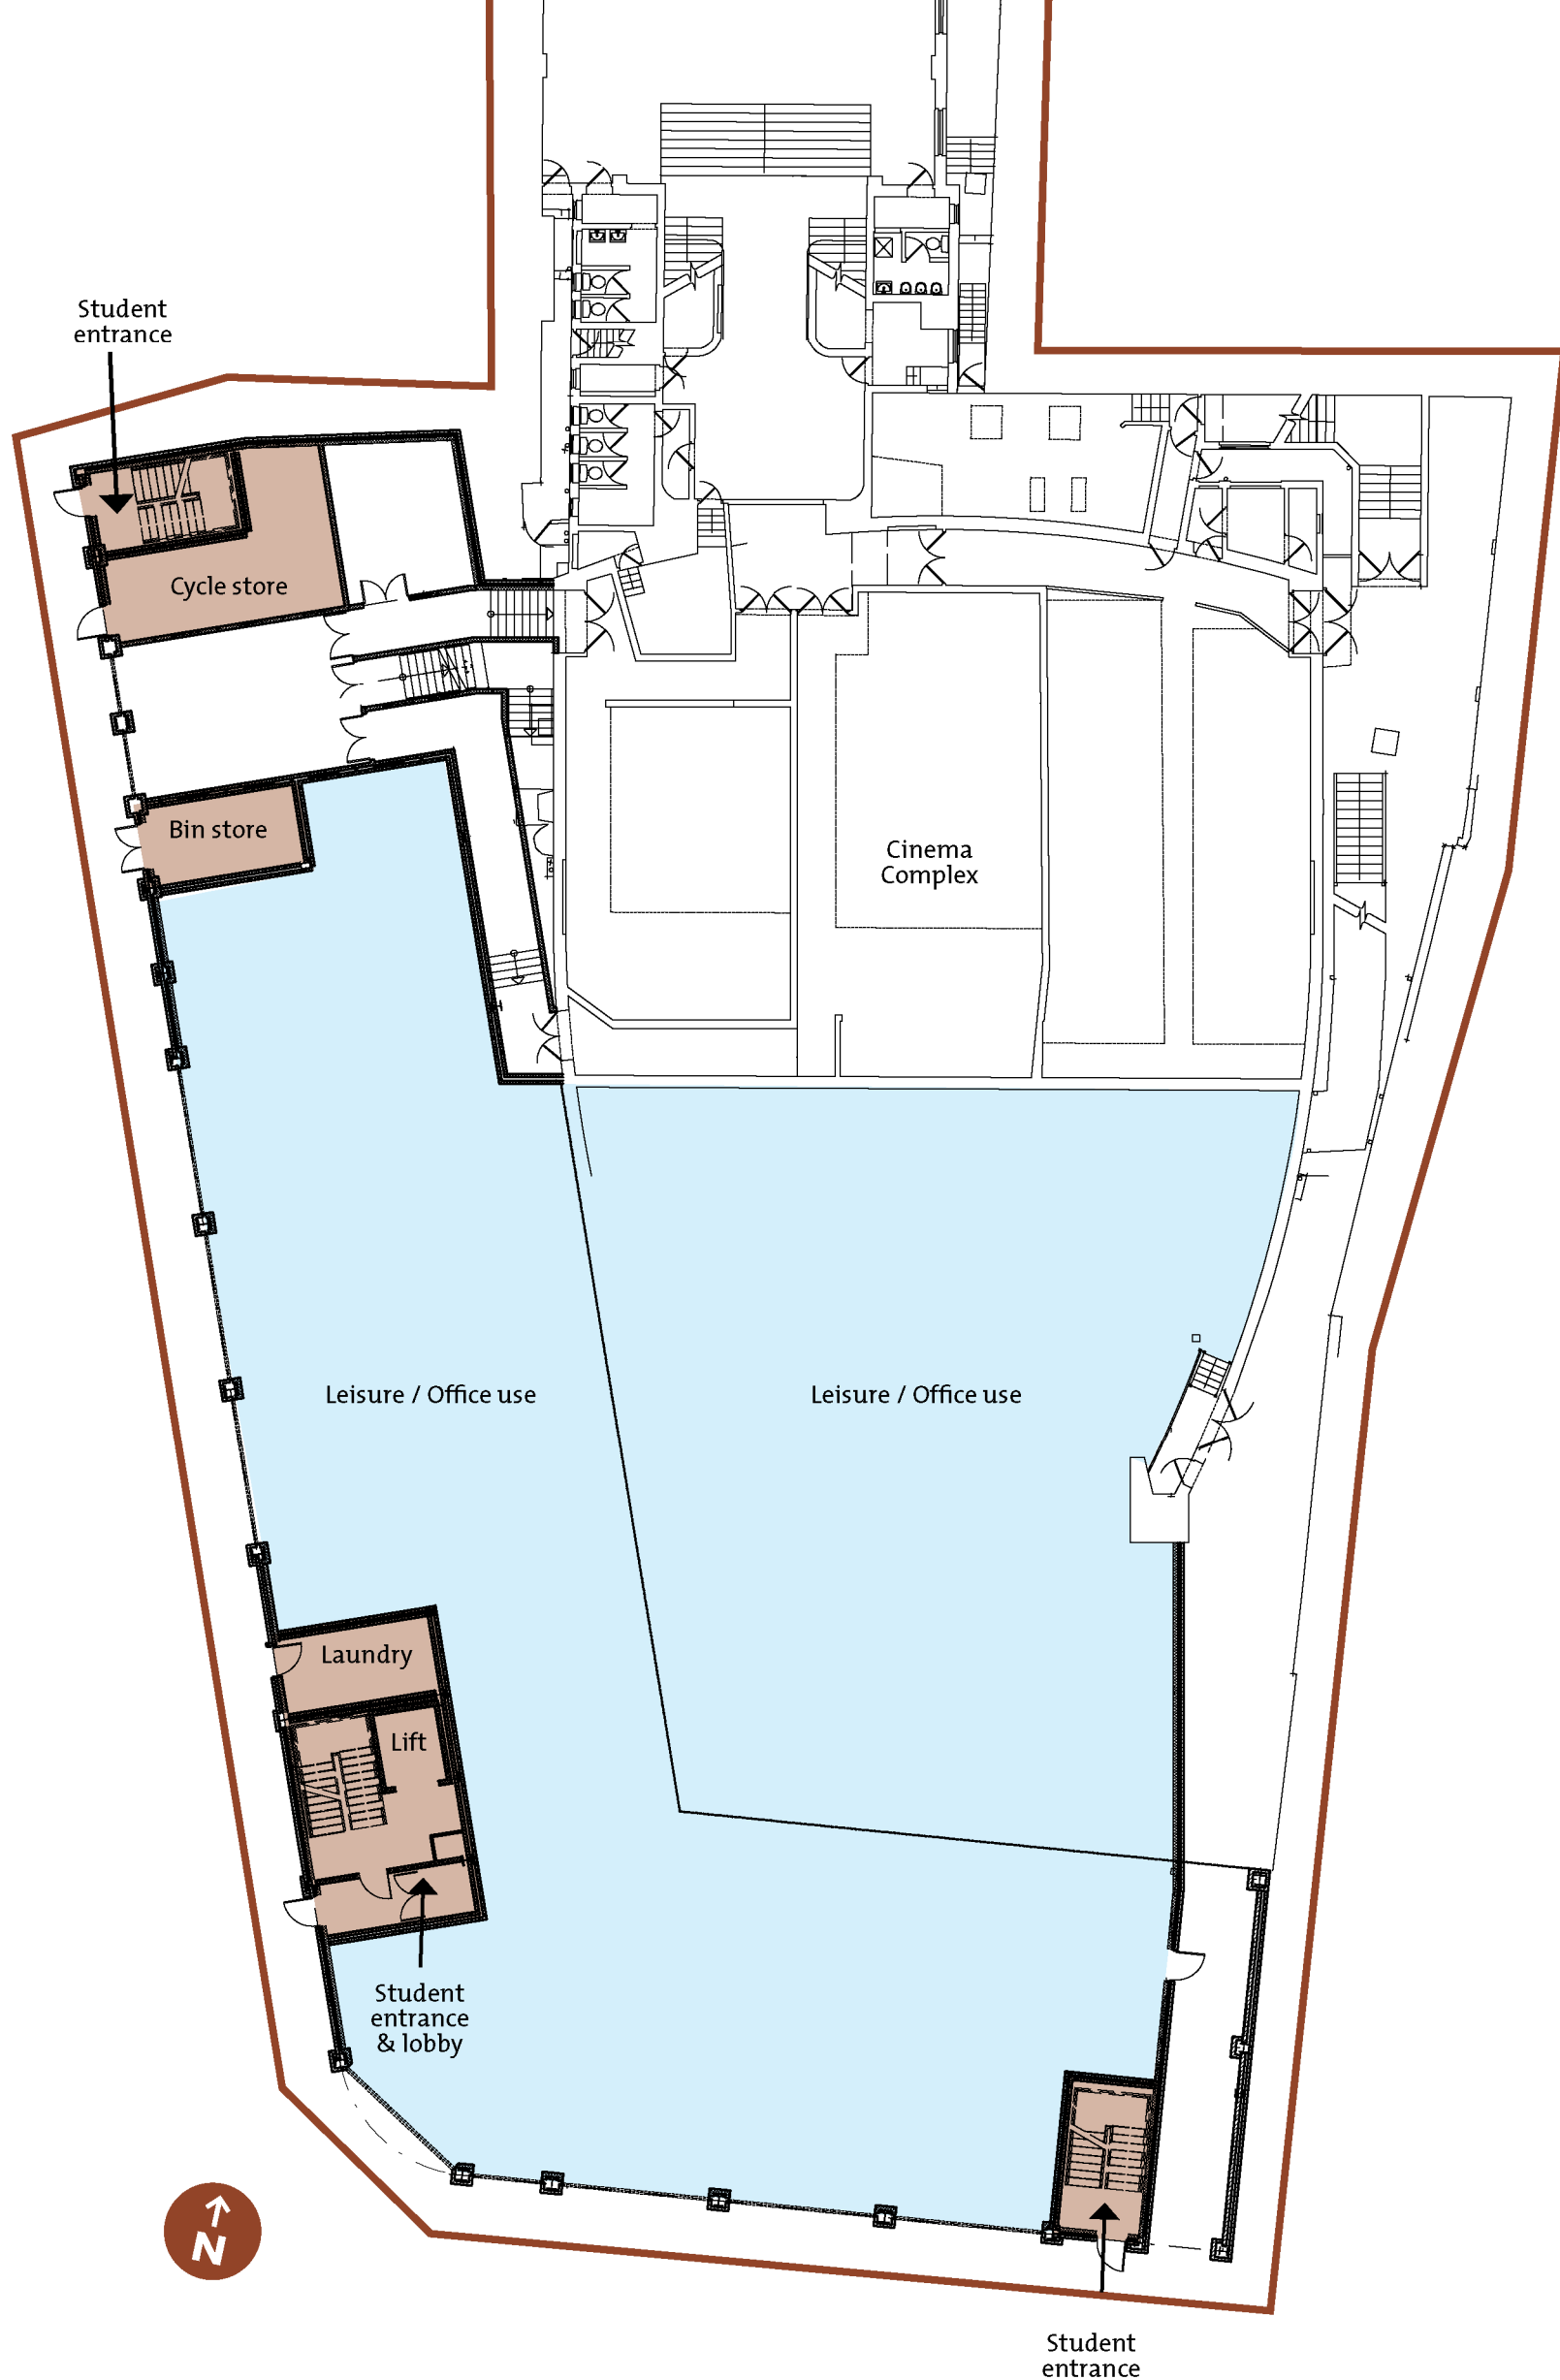 Student
entrance
Cycle store
Bin store
Cinema
Complex
Leisure / Office use
Leisure / Office use
Laundry
Lift
Student
entrance
& lobby
N
Student
entrance